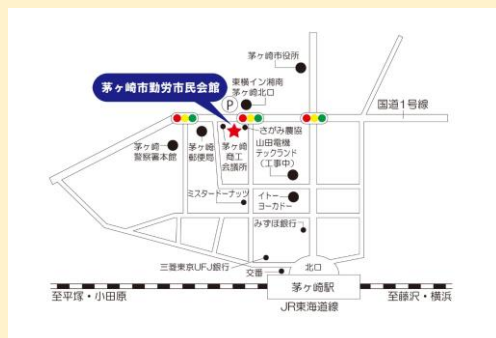 茅ヶ崎市役所
東横イン湘南
茅ヶ崎北口
茅ヶ崎市勤労市民会館
P
国道1号線
茅ヶ崎
警察署本館
茅ヶ崎
郵便局
茅ヶ崎
商工
会議所
さがみ農協
山田電機
テックランド
(工事中)
ミスタードーナッツ
イトー
ヨーカドー
みずほ銀行
三菱東京UFJ銀行
交番
北口
茅ヶ崎駅
至平塚・小田原
至藤沢・横浜
JR東海道線